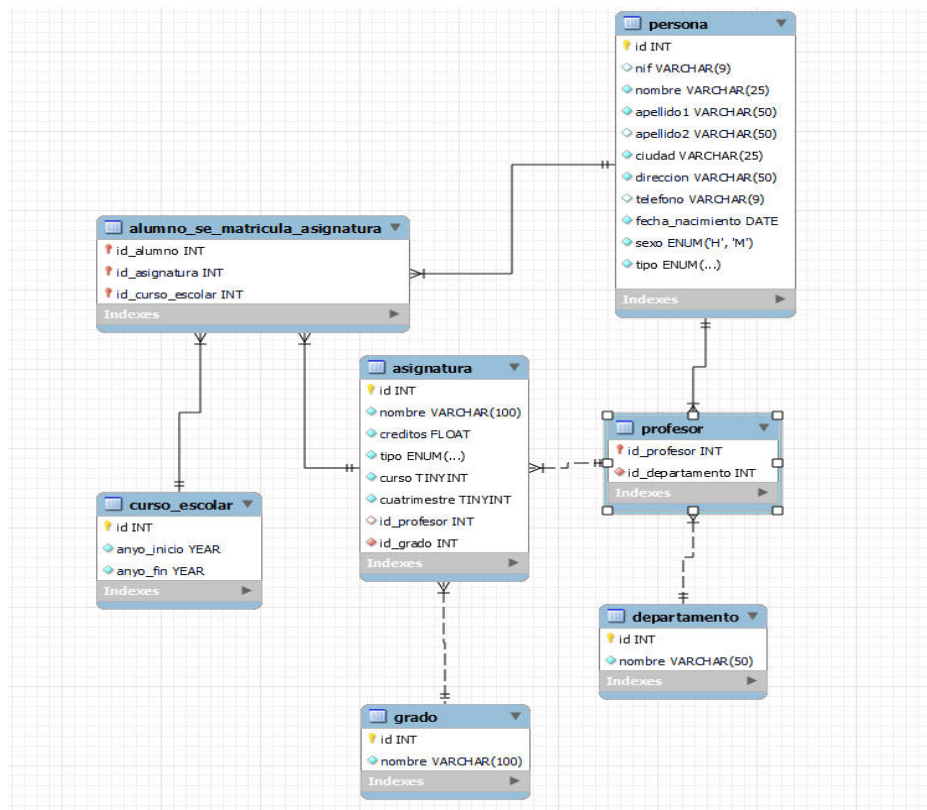 persona
id INT
nif VARCHAR(9)
nombre VARCHAR(25)
apellido1 VARCHAR(50)
apellido2 VARCHAR(50)
ciudad VARCHAR(25)
direccion VARCHAR(50)
telefono VARCHAR(9)
fecha_nacimiento DATE
sexo ENUM('H', 'M')
tipo ENUM(...)
Indexes
alumno_se_matricula_asignatura
id_alumno INT
id_asignatura INT
id_curso_escolar INT
Indexes
asignatura
id INT
nombre VARCHAR(100)
creditos FLOAT
tipo ENUM(...)
curso TINYINT
cuatrimestre TINYINT
id_profesor INT
id_grado INT
Indexes
profesor
id_profesor INT
id_departamento INT
Indexes
curso_escolar
id INT
anyo_inicio YEAR
anyo_fin YEAR
Indexes
departamento
id INT
nombre VARCHAR(50)
Indexes
grado
id INT
nombre VARCHAR(100)
Indexes